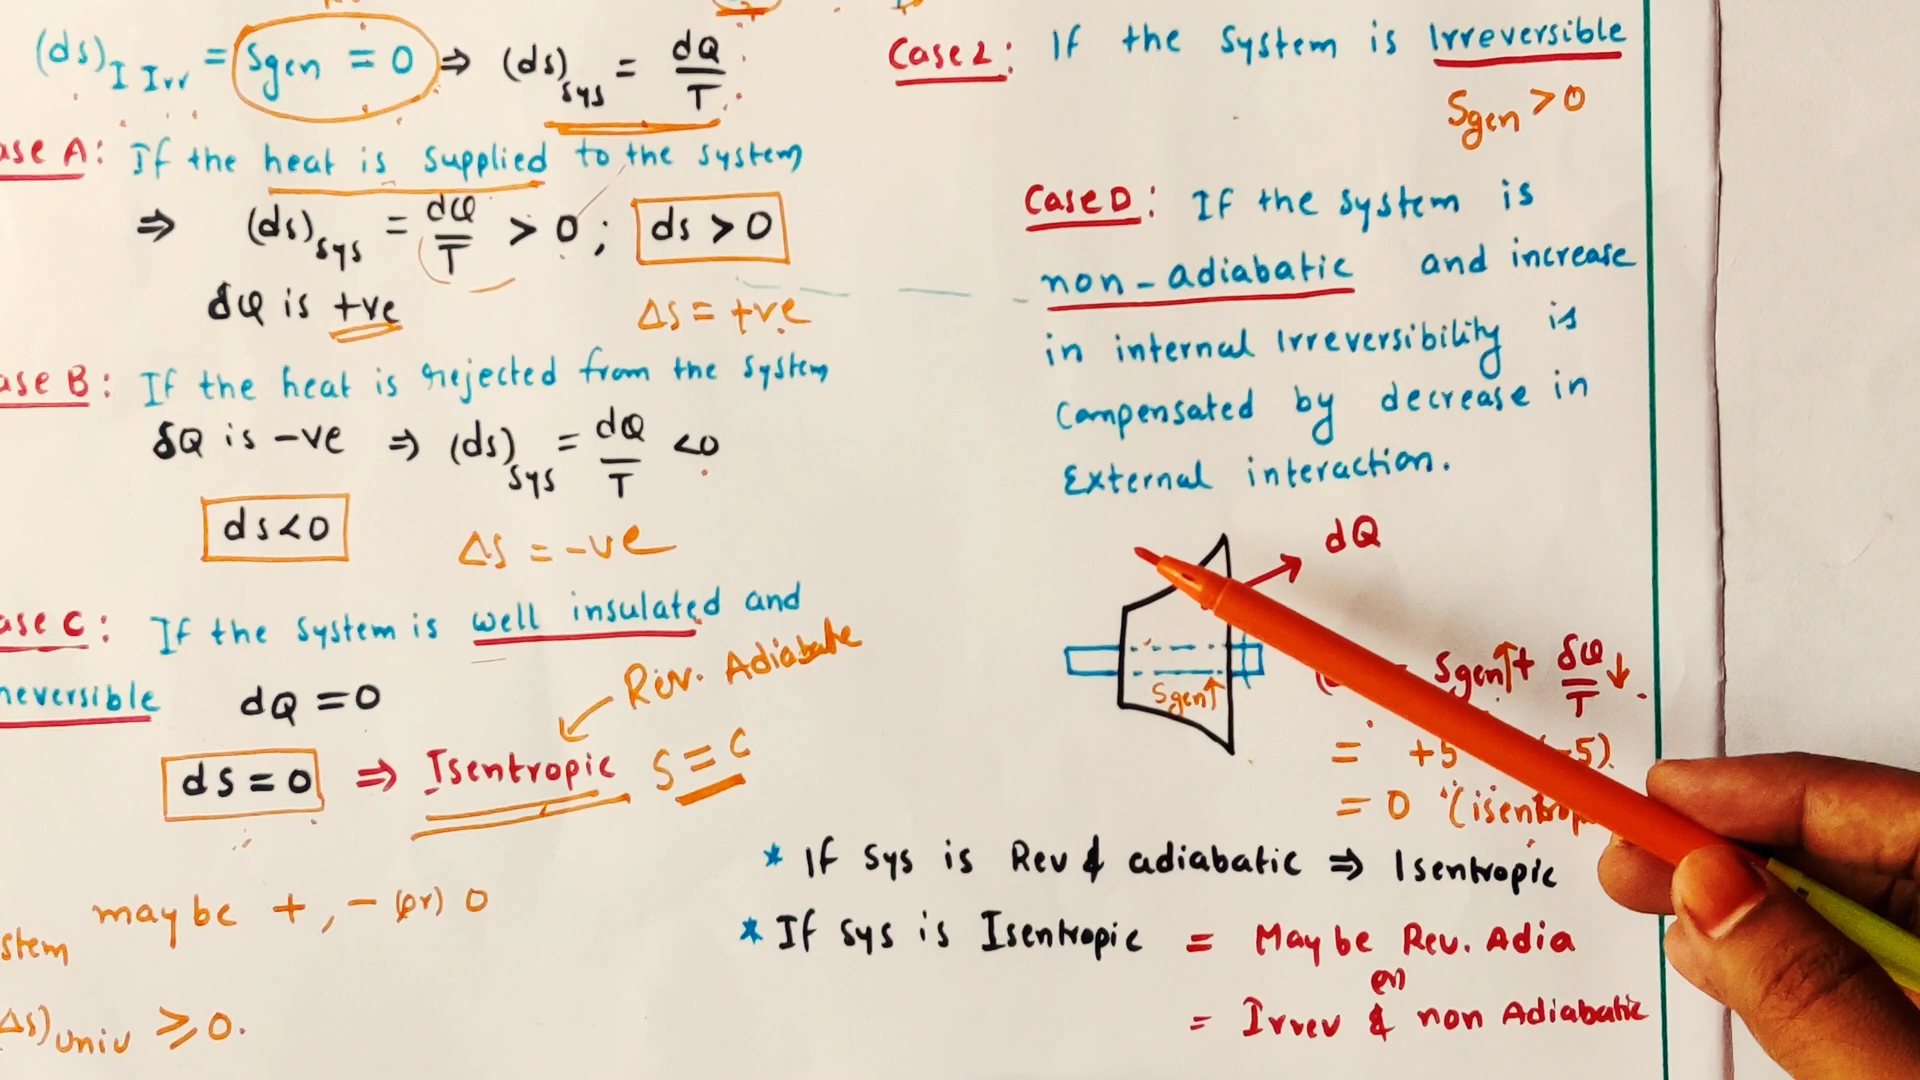 (ds)I Irr = Sgen = 0 ⇒ (ds)sys = dQ/T
ase A: If the heat is supplied to the system
⇒ (ds)sys = dQ/T > 0 ; ds > 0
δQ is +ve Δs = +ve
ase B: If the heat is rejected from the system
δQ is -ve ⇒ (ds)sys = dQ/T <0
ds<0 Δs = -ve
ase C: If the system is well insulated and
reversible dQ = 0
Rev. Adiabate
ds = 0 ⇒ Isentropic S = C
maybe +, - (or) 0
stem
Δs)univ ⩾ 0.
Case 2: If the system is Irreversible
Sgen > 0
Case D: If the system is
non-adiabatic and increase
in internal Irreversibility is
Compensated by decrease in
External interaction.
dQ
Sgen↑
Sgen↑+ δQ/T↓
= +5 -5)
= 0 (isentrop
* If sys is Rev & adiabatic ⇒ Isentropic
* If sys is Isentropic = May be Rev. Adia
(or)
= Irrev & non Adiabatic